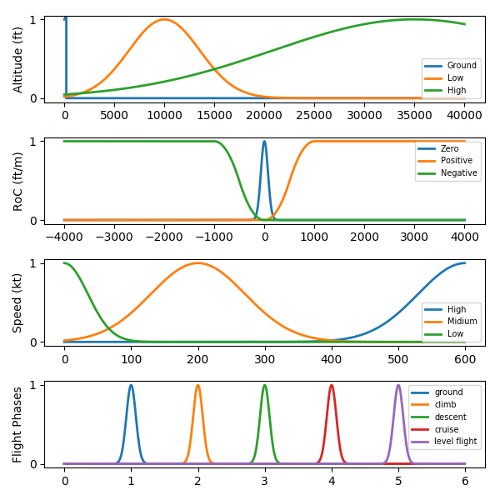 Altitude (ft)
1
0
Ground
Low
High
0 5000 10000 15000 20000 25000 30000 35000 40000
RoC (ft/m)
1
0
Zero
Positive
Negative
−4000 −3000 −2000 −1000 0 1000 2000 3000 4000
Speed (kt)
1
0
High
Midium
Low
0 100 200 300 400 500 600
Flight Phases
1
0
ground
climb
descent
cruise
level flight
0 1 2 3 4 5 6